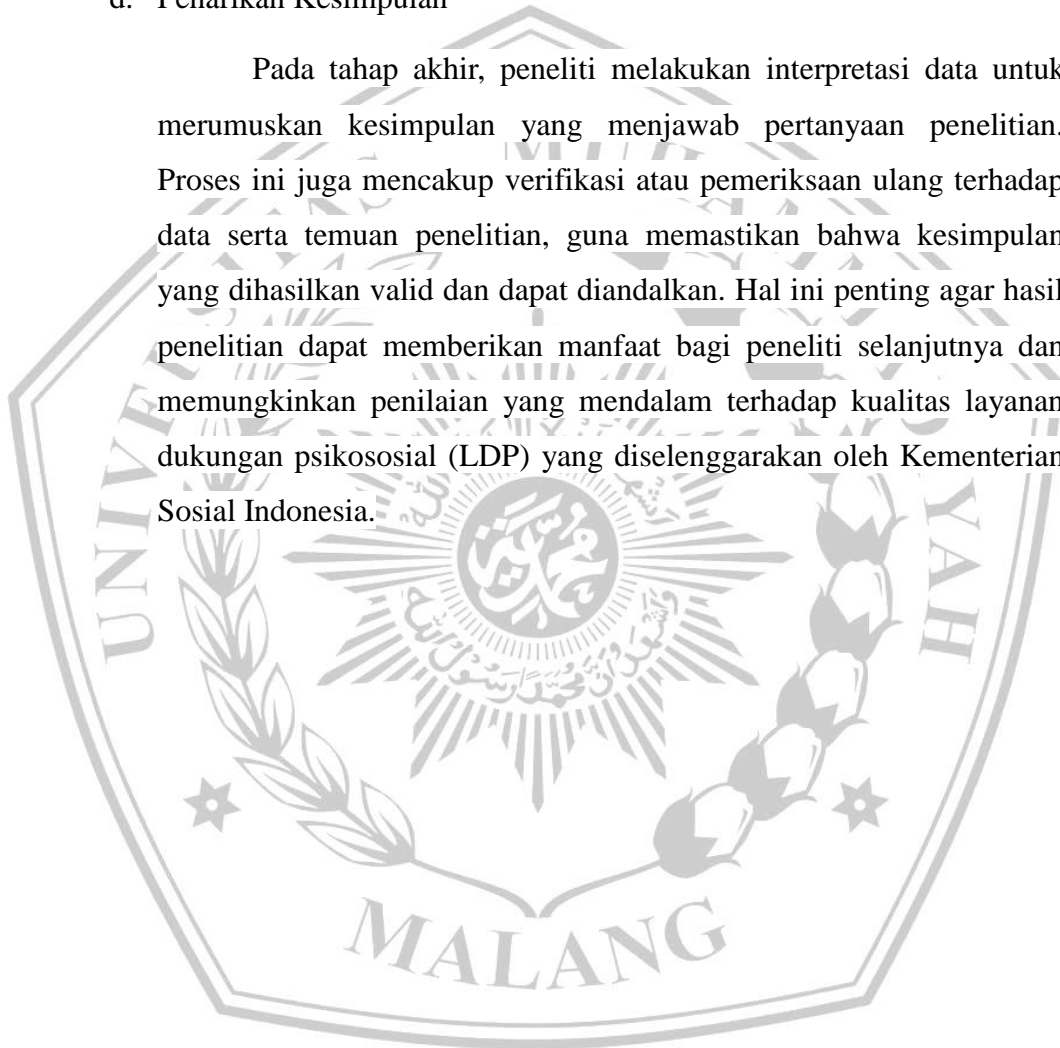 d. Penarikan Kesimpulan
Pada tahap akhir, peneliti melakukan interpretasi data untuk
merumuskan kesimpulan yang menjawab pertanyaan penelitian.
Proses ini juga mencakup verifikasi atau pemeriksaan ulang terhadap
data serta temuan penelitian, guna memastikan bahwa kesimpulan
yang dihasilkan valid dan dapat diandalkan. Hal ini penting agar hasil
penelitian dapat memberikan manfaat bagi peneliti selanjutnya dan
memungkinkan penilaian yang mendalam terhadap kualitas layanan
dukungan psikososial (LDP) yang diselenggarakan oleh Kementerian
Sosial Indonesia.
MALANG